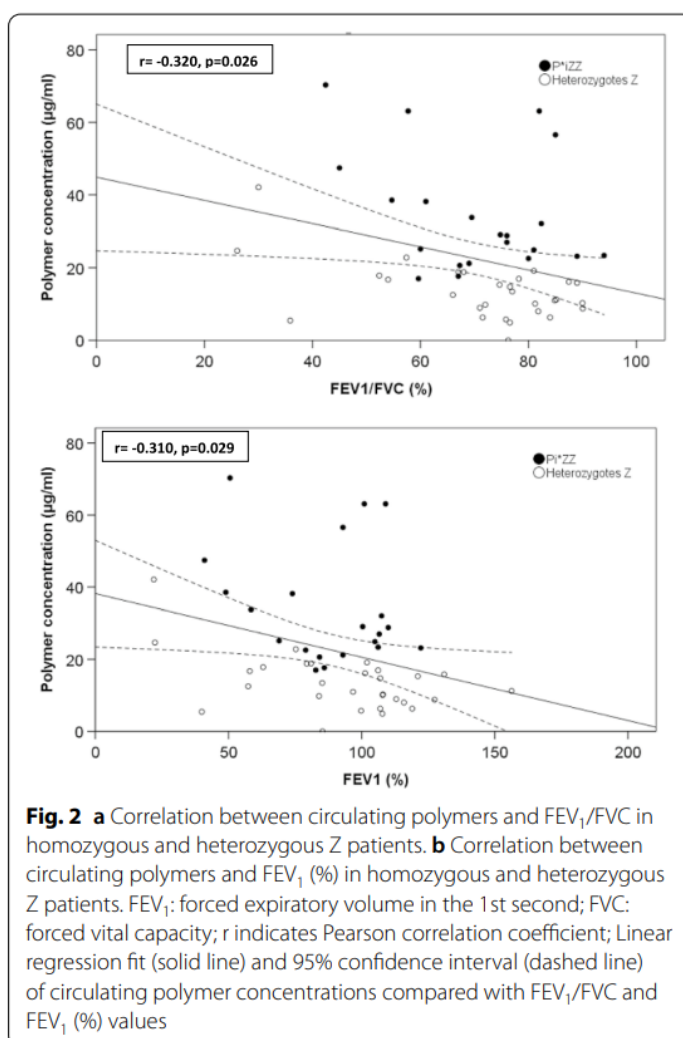 r= -0.320, p=0.026
P*iZZ
Heterozygotes Z
Polymer concentration (µg/ml)
80
60
40
20
0
0 20 40 60 80 100
FEV1/FVC (%)
r= -0.310, p=0.029
Pi*ZZ
Heterozygotes Z
Polymer concentration (µg/ml)
80
60
40
20
0
0 50 100 150 200
FEV1 (%)
Fig. 2 a Correlation between circulating polymers and FEV₁/FVC in
homozygous and heterozygous Z patients. b Correlation between
circulating polymers and FEV₁ (%) in homozygous and heterozygous
Z patients. FEV₁: forced expiratory volume in the 1st second; FVC:
forced vital capacity; r indicates Pearson correlation coefficient; Linear
regression fit (solid line) and 95% confidence interval (dashed line)
of circulating polymer concentrations compared with FEV₁/FVC and
FEV₁ (%) values